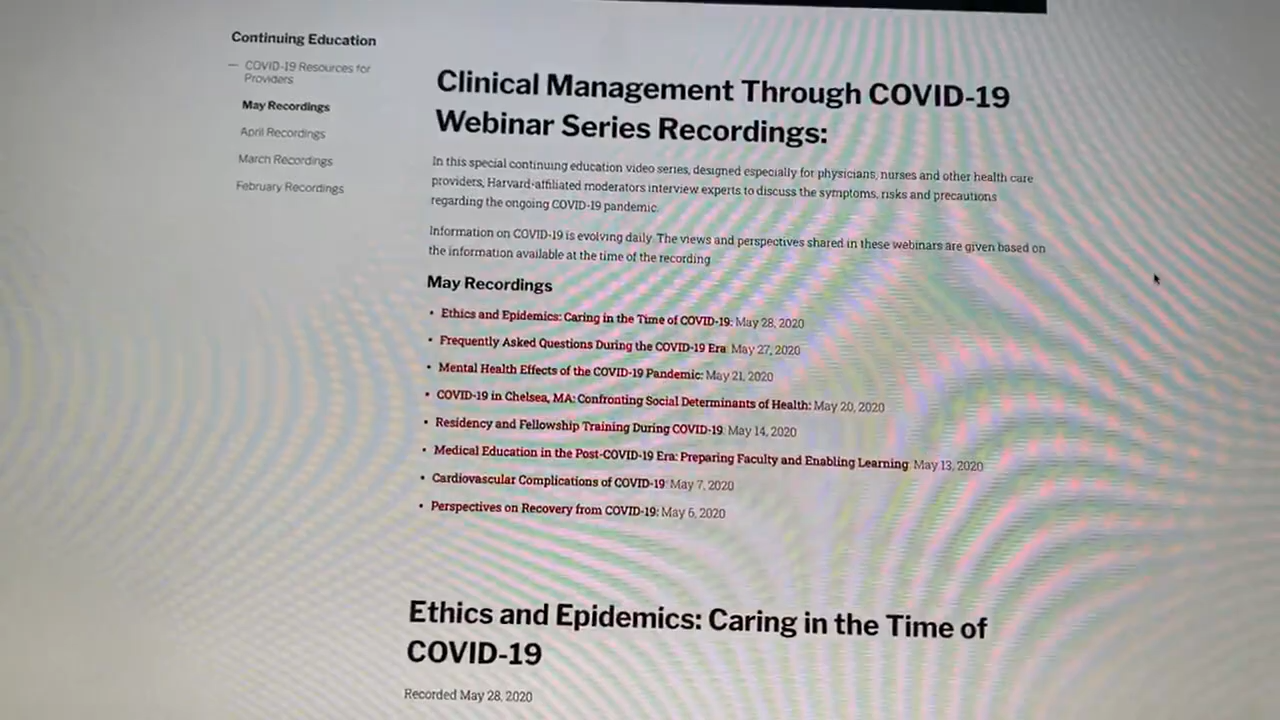 Continuing Education
— COVID-19 Resources for
Providers
May Recordings
April Recordings
March Recordings
February Recordings
Clinical Management Through COVID-19
Webinar Series Recordings:
In this special continuing education video series, designed especially for physicians, nurses and other health care
providers, Harvard-affiliated moderators interview experts to discuss the symptoms, risks and precautions
regarding the ongoing COVID-19 pandemic.
Information on COVID-19 is evolving daily. The views and perspectives shared in these webinars are given based on
the information available at the time of the recording
May Recordings
• Ethics and Epidemics: Caring in the Time of COVID-19: May 28, 2020
• Frequently Asked Questions During the COVID-19 Era: May 27, 2020
• Mental Health Effects of the COVID-19 Pandemic: May 21, 2020
• COVID-19 in Chelsea, MA: Confronting Social Determinants of Health: May 20, 2020
• Residency and Fellowship Training During COVID-19: May 14, 2020
• Medical Education in the Post-COVID-19 Era: Preparing Faculty and Enabling Learning: May 13, 2020
• Cardiovascular Complications of COVID-19: May 7, 2020
• Perspectives on Recovery from COVID-19: May 6, 2020
Ethics and Epidemics: Caring in the Time of
COVID-19
Recorded May 28, 2020